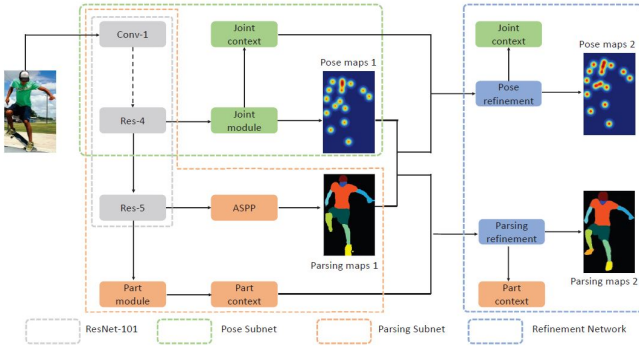 Conv-1
Joint
context
Pose maps 1
Joint
context
Pose maps 2
Res-4
Joint
module
Pose
refinement
Res-5
ASPP
Parsing maps 1
Parsing
refinement
Parsing maps 2
Part
module
Part
context
Part
context
ResNet-101
Pose Subnet
Parsing Subnet
Refinement Network